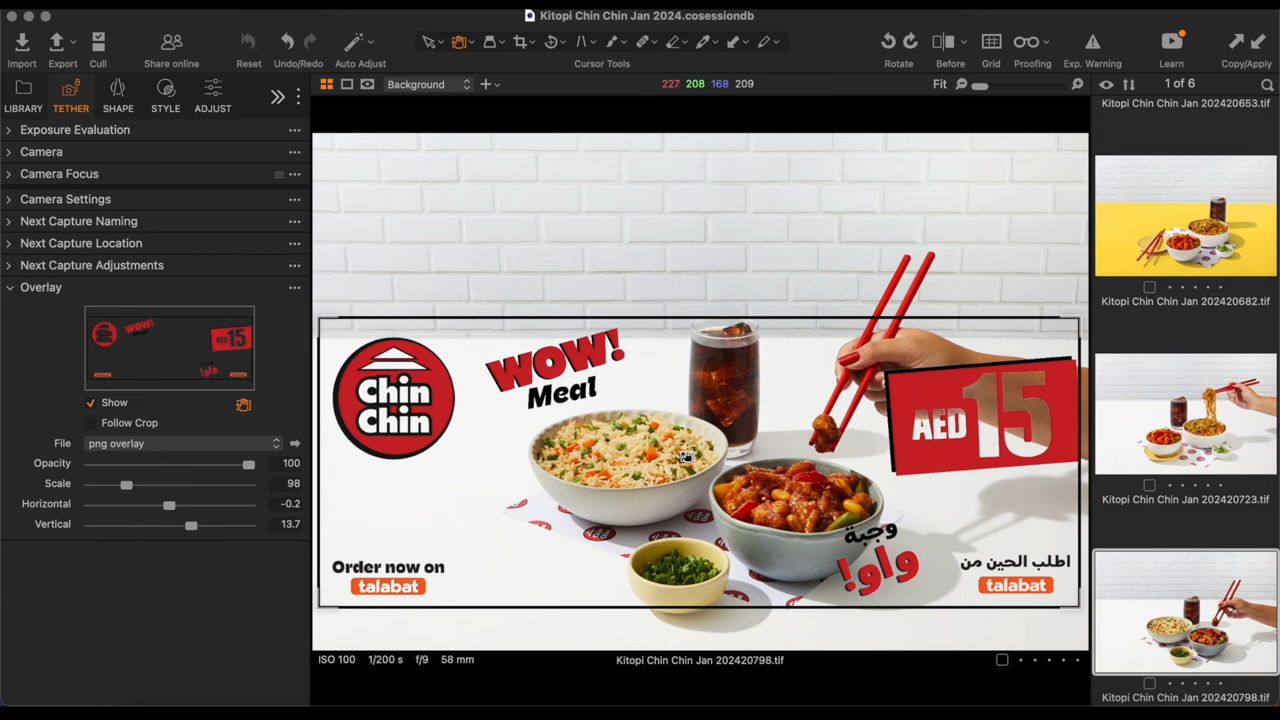 Kitopi Chin Chin Jan 2024.cosessiondb
Import
Export
Cull
Share online
Reset
Undo/Redo
Auto Adjust
Cursor Tools
Rotate
Before
Grid
Proofing
Exp. Warning
Learn
Copy/Apply
LIBRARY
TETHER
SHAPE
STYLE
ADJUST
Background
227 208 168 209
Fit
1 of 6
Exposure Evaluation
Camera
Camera Focus
Camera Settings
Next Capture Naming
Next Capture Location
Next Capture Adjustments
Overlay
Chin
Chin
WOW!
Meal
AED 15
Show
Follow Crop
File png overlay
Opacity 100
Scale 98
Horizontal -0.2
Vertical 13.7
Chin
Chin
WOW!
Meal
AED 15
وجبة
واو!
Order now on
talabat
اطلب الحين من
talabat
ISO 100 1/200 s f/9 58 mm
Kitopi Chin Chin Jan 202420798.tif
Kitopi Chin Chin Jan 202420653.tif
Kitopi Chin Chin Jan 202420682.tif
Kitopi Chin Chin Jan 202420723.tif
Kitopi Chin Chin Jan 202420798.tif